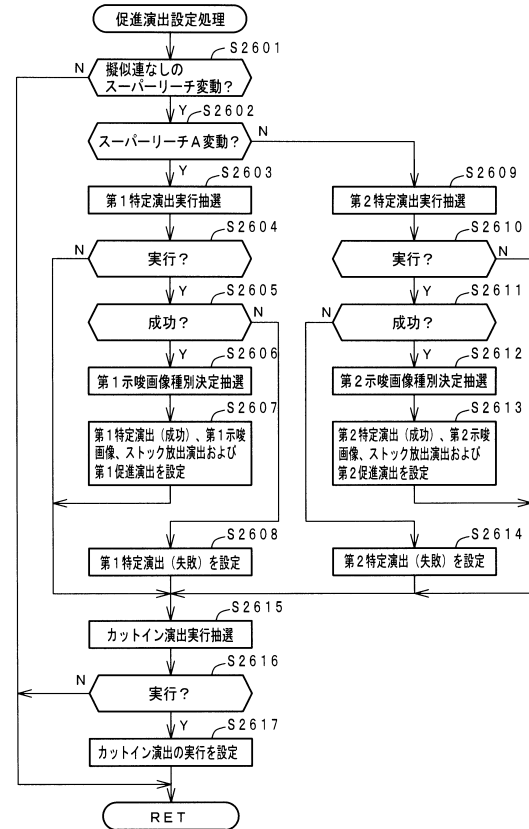 促進演出設定処理
S2601
擬似連なしの
スーパーリーチ変動？
N
Y
S2602
スーパーリーチA変動？
N
Y
S2603
第1特定演出実行抽選
S2609
第2特定演出実行抽選
S2604
実行？
N
Y
S2610
実行？
N
Y
S2605
成功？
N
Y
S2611
成功？
N
Y
S2606
第1示唆画像種別決定抽選
S2612
第2示唆画像種別決定抽選
S2607
第1特定演出（成功）、第1示唆
画像、ストック放出演出および
第1促進演出を設定
S2613
第2特定演出（成功）、第2示唆
画像、ストック放出演出および
第2促進演出を設定
S2608
第1特定演出（失敗）を設定
S2614
第2特定演出（失敗）を設定
S2615
カットイン演出実行抽選
S2616
実行？
N
Y
S2617
カットイン演出の実行を設定
RET